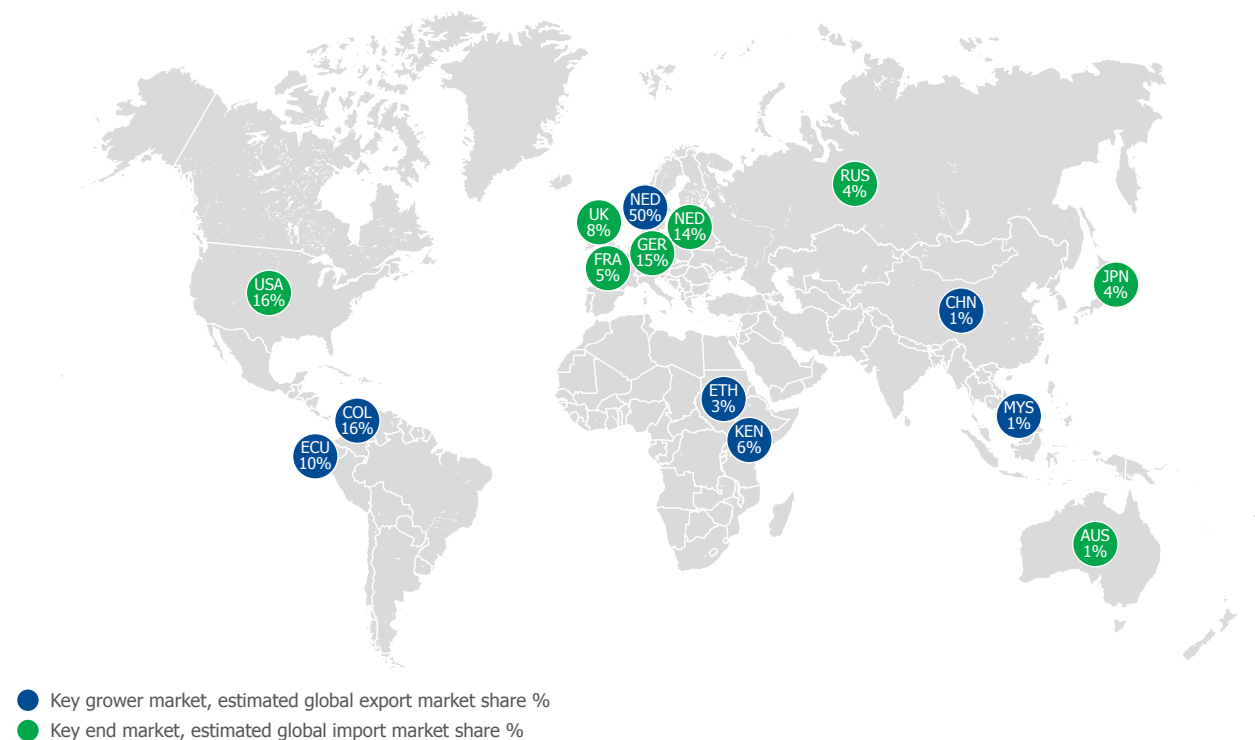 RUS
4%
NED
50%
UK
8%
NED
14%
GER
15%
FRA
5%
USA
16%
JPN
4%
CHN
1%
ETH
3%
MYS
1%
COL
16%
KEN
6%
ECU
10%
AUS
1%
Key grower market, estimated global export market share %
Key end market, estimated global import market share %